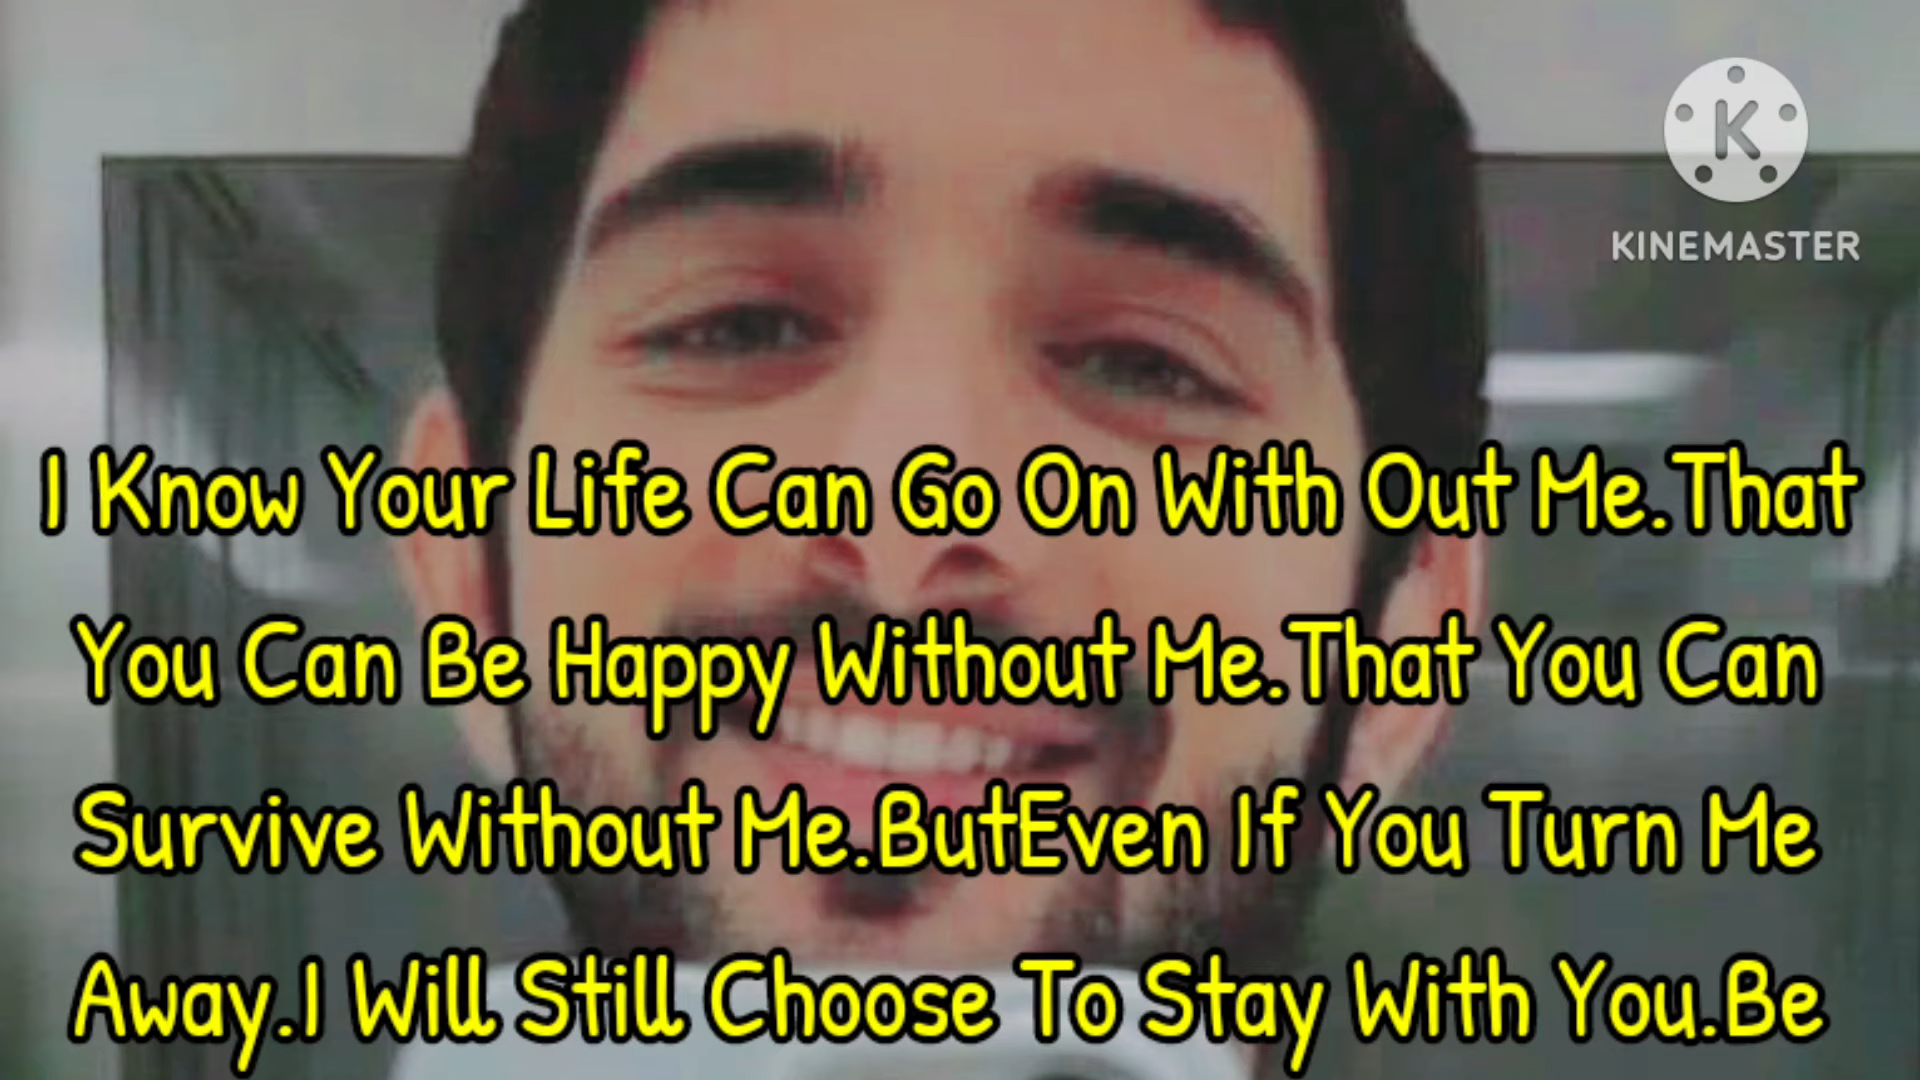 K
KINEMASTER
I Know Your Life Can Go On With Out Me.That
You Can Be Happy Without Me.That You Can
Survive Without Me.ButEven If You Turn Me
Away.I Will Still Choose To Stay With You.Be